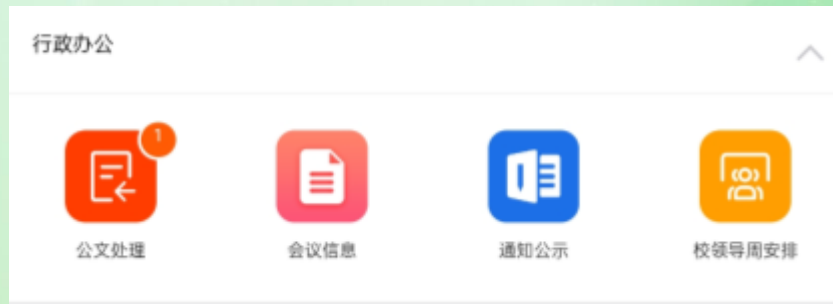 行政办公
1
公文处理
会议信息
通知公示
校领导周安排